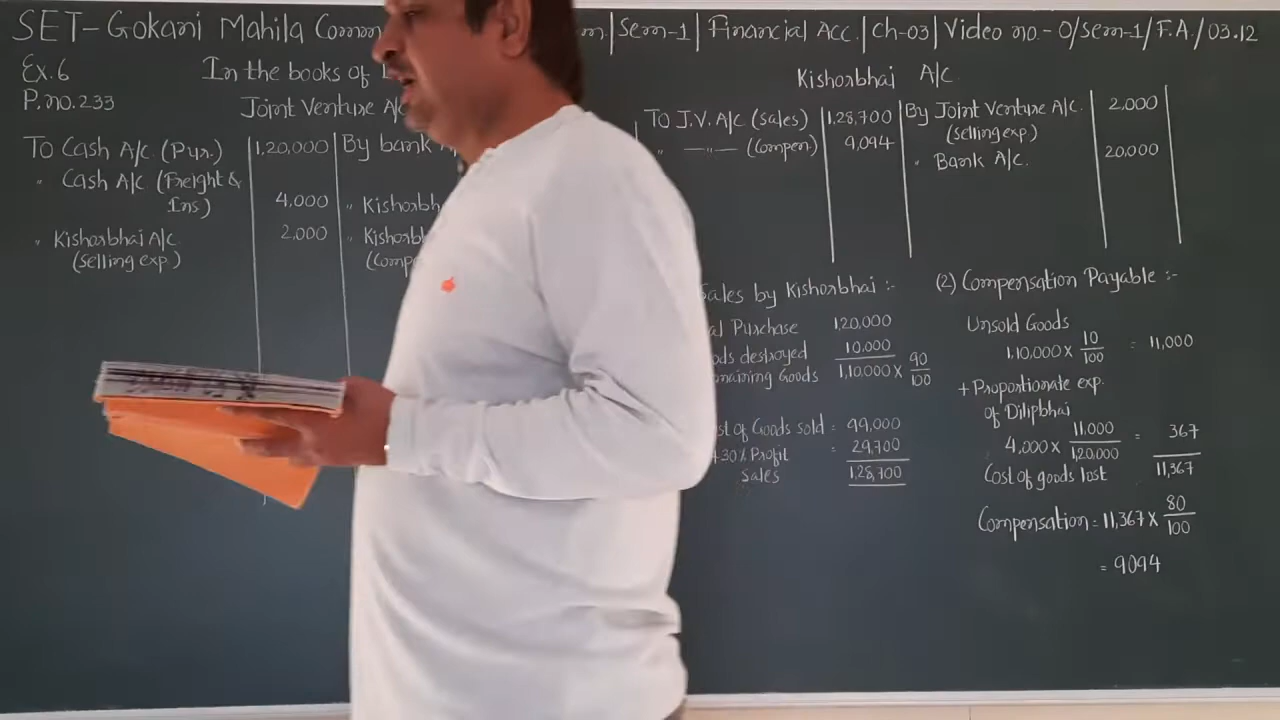 SET-Gokani Mahila Comm m|Sem-1| Financial Acc.|Ch-03| Video no.- 0/Sem-1/F.A/03.12
Ex.6
P.no.233
In the books of
Joint Venture A/c
To Cash A/c (Pur.) 1,20,000 By bank
" Cash A/c (Freight & Ins) 4,000 " Kishorbh
" Kishorbhai A/c (Selling exp.) 2,000 " Kishorb (Comp
Kishorbhai A/c
To J.V. A/c (Sales) 1,28,700 By Joint Venture A/c. (selling exp) 2,000
" —"— (Compen) 9,094 " Bank A/c. 20,000
Sales by Kishorbhai :-
al Purchase 1,20,000
ods destroyed 10,000
maining Goods 1,10,000 x 90/100
st of Goods sold = 99,000
+30% Profit = 29,700
Sales 1,28,700
(2) Compensation Payable :-
Unsold Goods
1,10,000 x 10/100 = 11,000
+ Proportionate exp.
of Dilipbhai
4,000 x 11,000/1,20,000 = 367
Cost of goods lost 11,367
Compensation = 11,367 x 80/100
= 9094